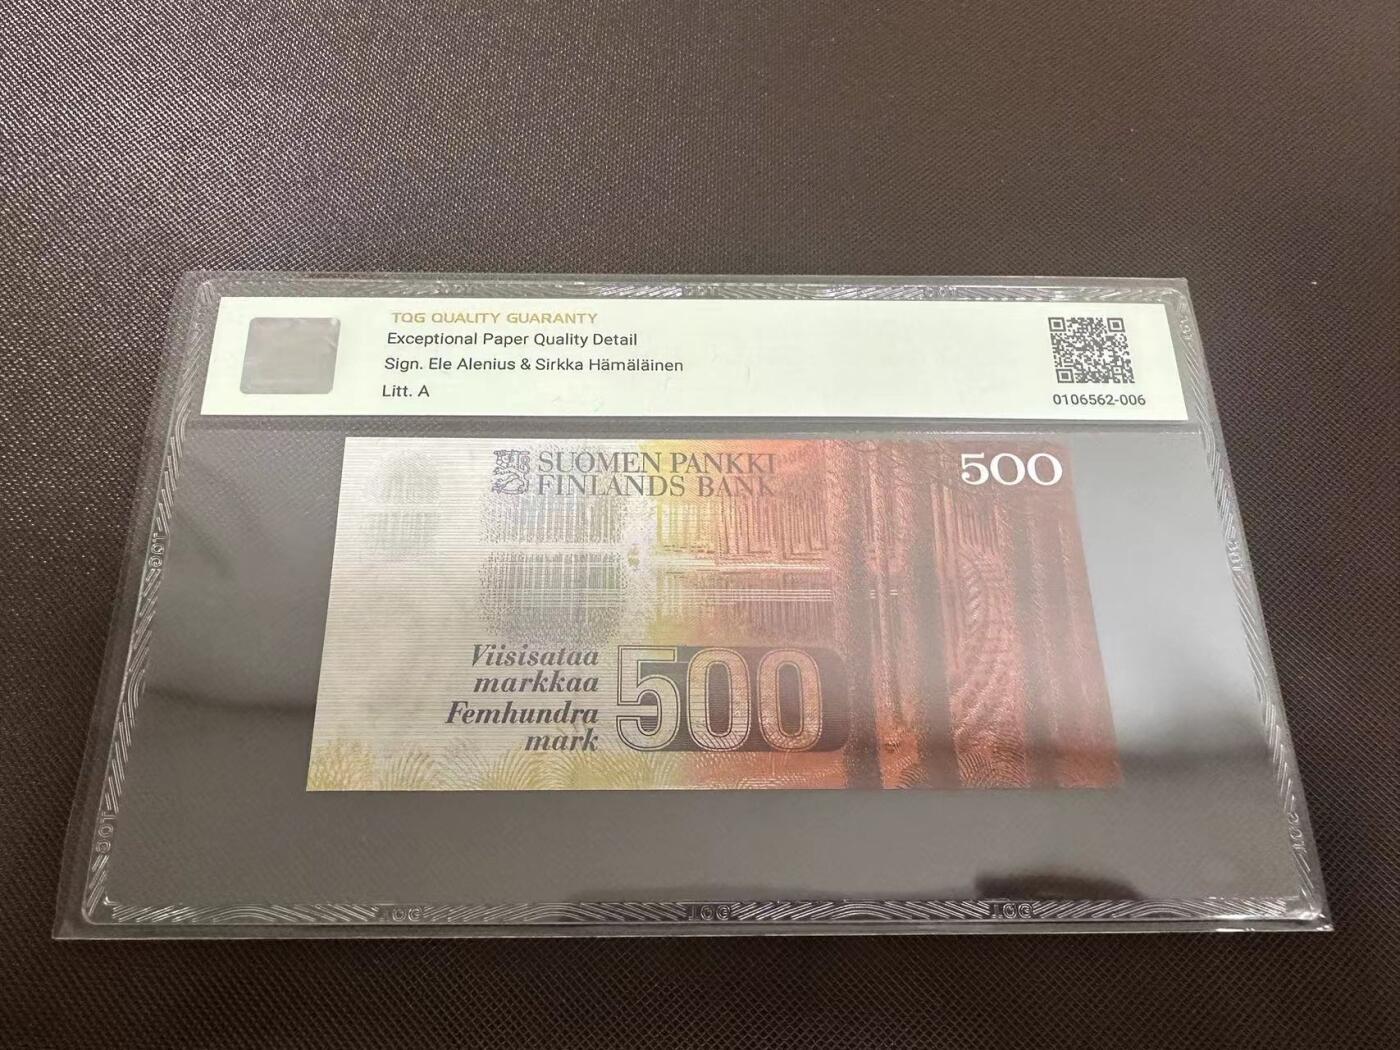 TQG QUALITY GUARANTY
Exceptional Paper Quality Detail
Sign. Ele Alenius & Sirkka Hämäläinen
Litt. A
0106562-006
SUOMEN PANKKI
FINLANDS BANK
500
Viisisataa
markkaa
Femhundra
mark
500